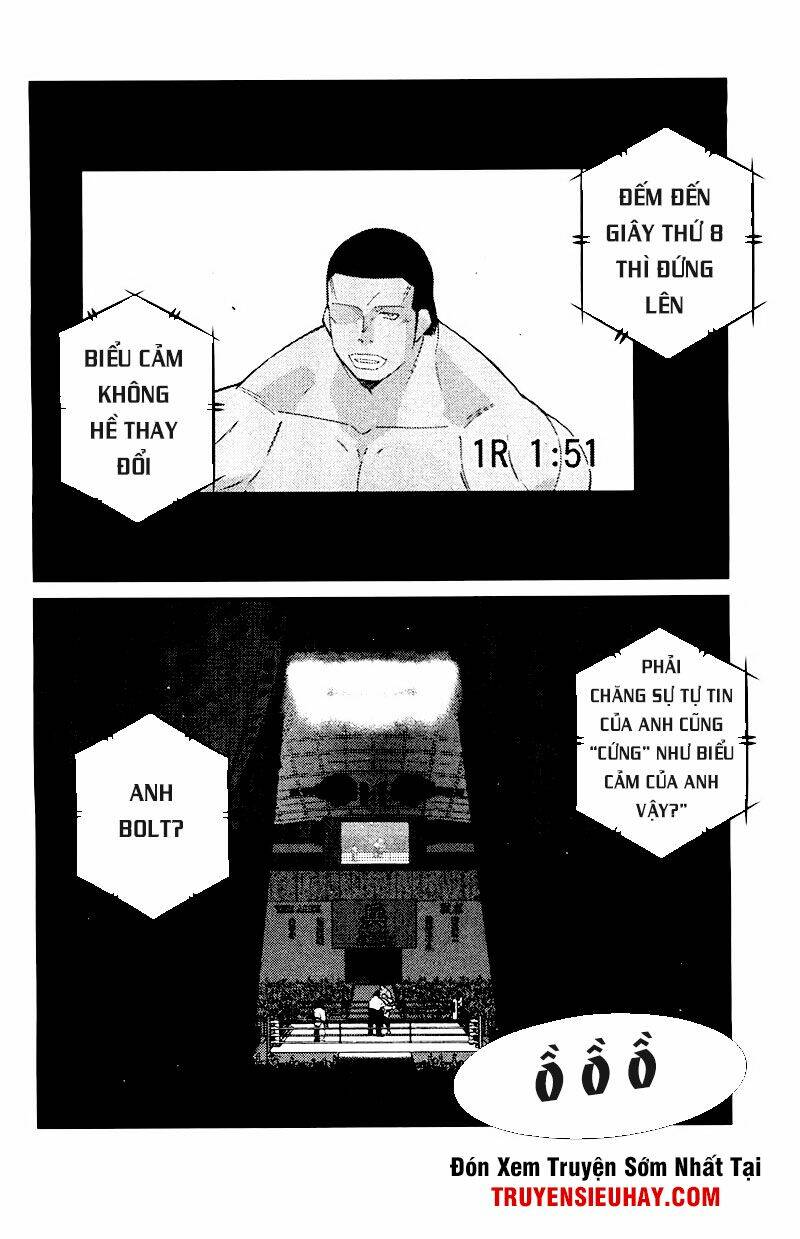 ĐẾM ĐẾN
GIÂY THỨ 8
THÌ ĐỨNG
LÊN
BIỂU CẢM
KHÔNG
HỀ THAY
ĐỔI
1R 1:51
PHẢI
CHĂNG SỰ TỰ TIN
CỦA ANH CŨNG
“CỨNG” NHƯ BIỂU
CẢM CỦA ANH
VẬY?”
ANH
BOLT?
Ồ Ồ Ồ
Đón Xem Truyện Sớm Nhất Tại
TRUYENSIEUHAY.COM